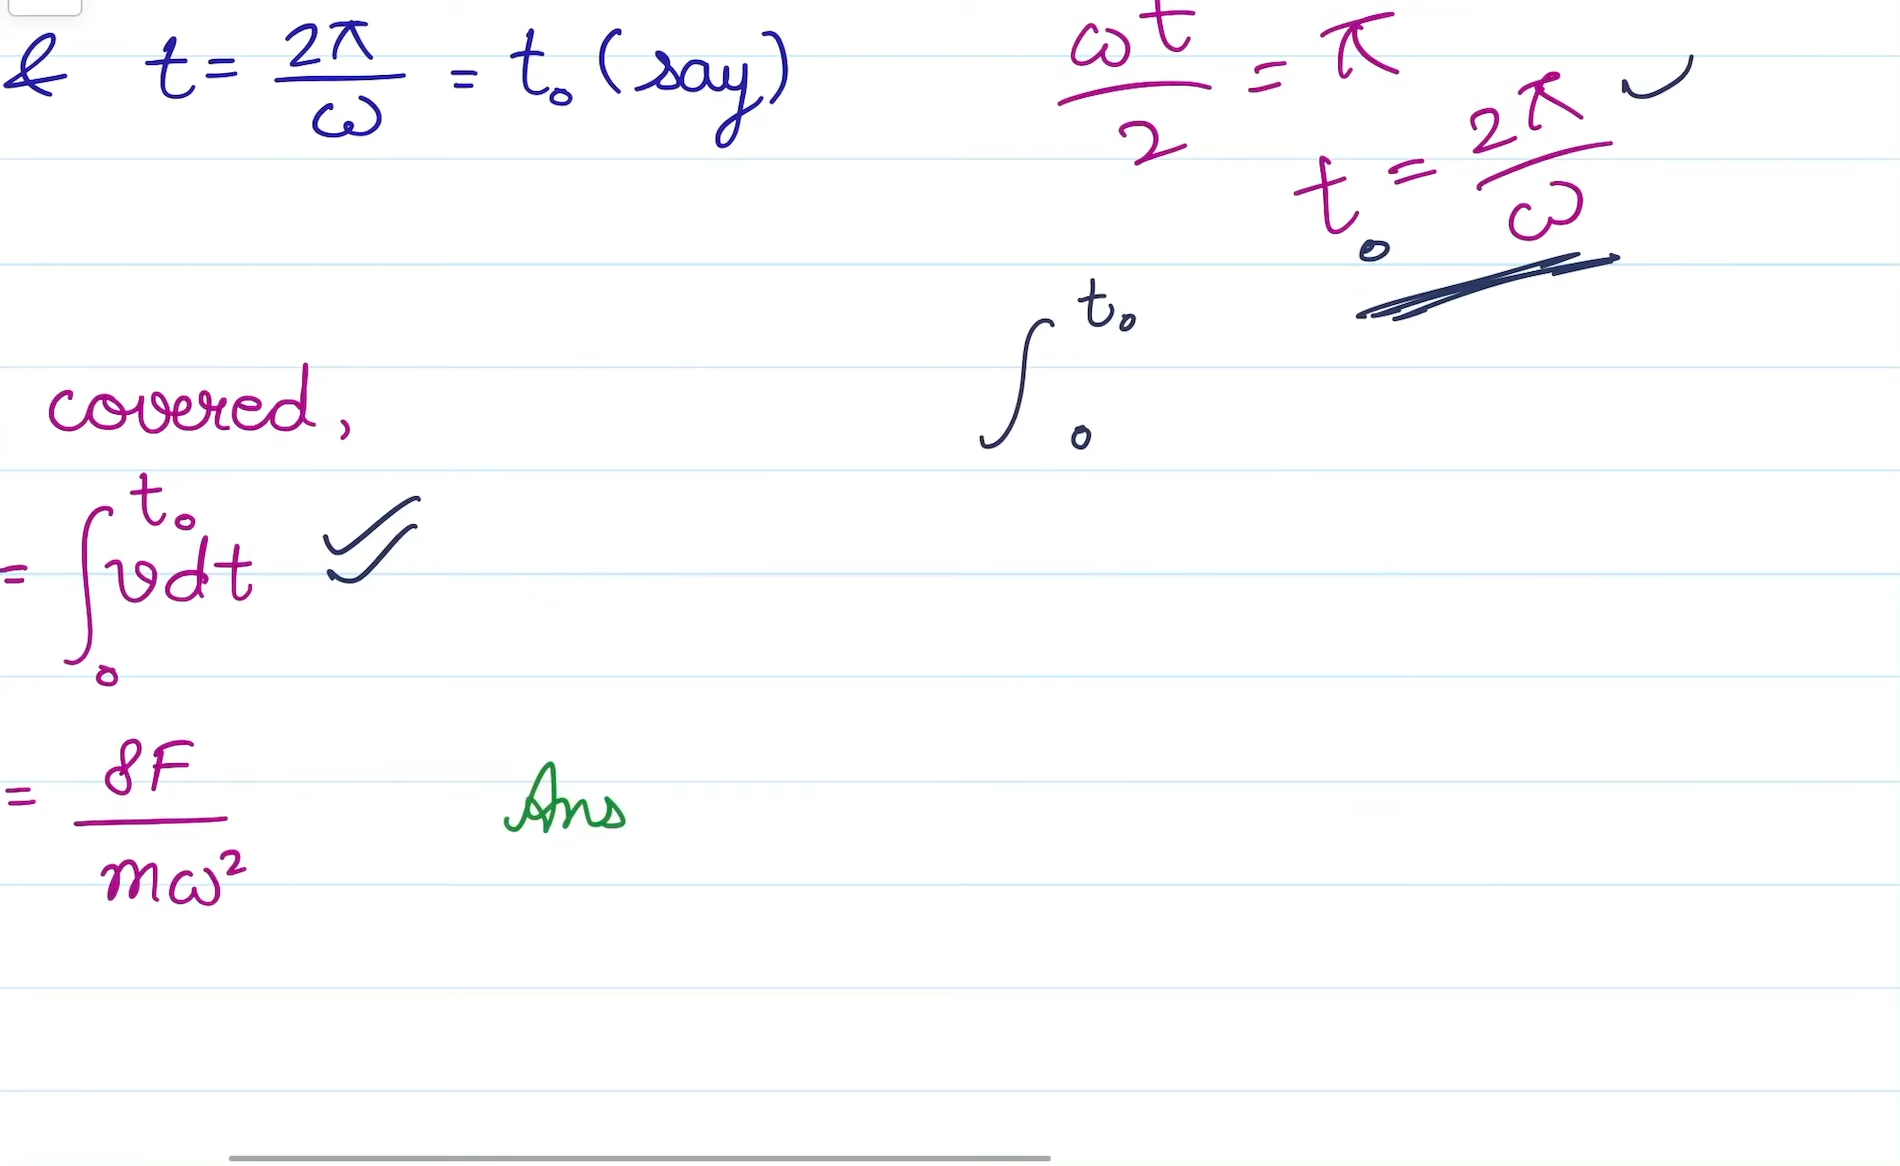 & t = 2π/ω = t₀ (say)
ωt/2 = π
t₀ = 2π/ω
∫₀^t₀
covered,
= ∫₀^t₀ v dt
= 8F/mω² Ans